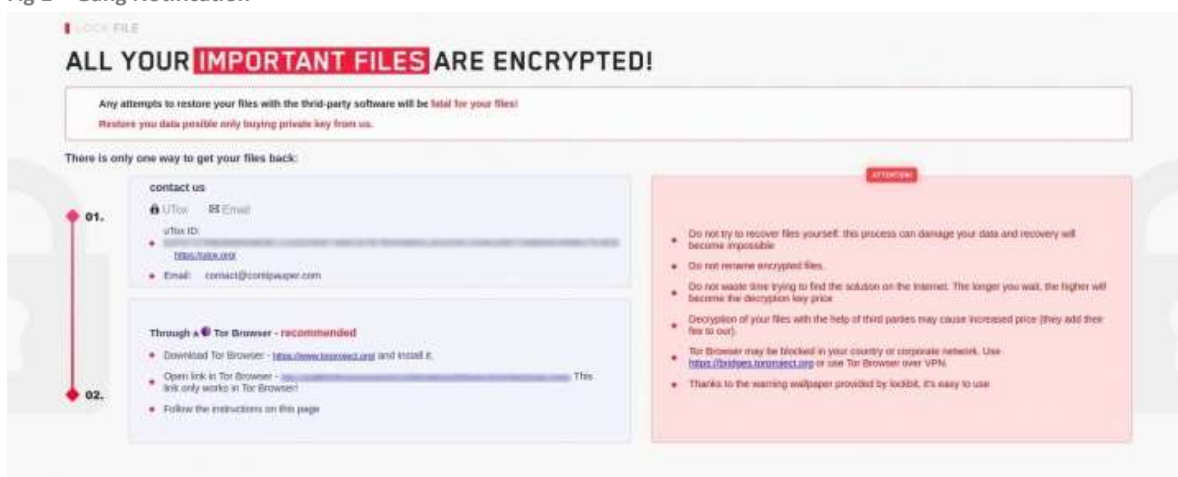 Fig 2 – Gang Notification
LOCK FILE
ALL YOUR IMPORTANT FILES ARE ENCRYPTED!
Any attempts to restore your files with the thrid-party software will be fatal for your files!
Restore you data posible only buying private key from us.
There is only one way to get your files back:
01.
contact us
UTox Email
uTox ID:
https://utox.org/
Email: contact@contipauper.com
02.
Through a Tor Browser - recommended
Download Tor Browser - https://www.torproject.org/ and install it.
Open link in Tor Browser - This
link only works in Tor Browser!
Follow the instructions on this page
ATTENTION!
Do not try to recover files yourself. this process can damage your data and recovery will
become impossible
Do not rename encrypted files.
Do not waste time trying to find the solution on the Internet. The longer you wait, the higher will
become the decryption key price
Decryption of your files with the help of third parties may cause increased price (they add their
fee to our).
Tor Browser may be blocked in your country or corporate network. Use
https://bridges.torproject.org or use Tor Browser over VPN.
Thanks to the warning wallpaper provided by lockbit, it's easy to use